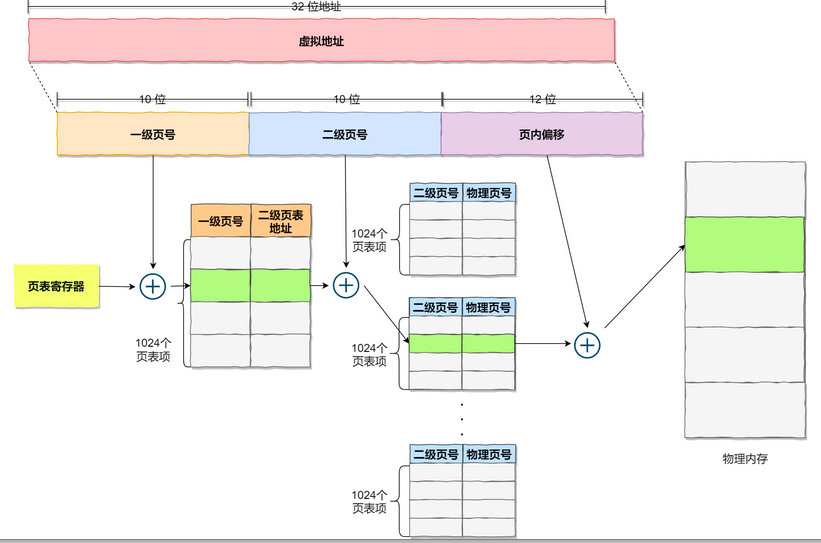 32 位地址
虚拟地址
10 位
10 位
12 位
一级页号
二级页号
页内偏移
页表寄存器
一级页号
二级页表
地址
1024个
页表项
二级页号
物理页号
1024个
页表项
二级页号
物理页号
1024个
页表项
二级页号
物理页号
1024个
页表项
物理内存